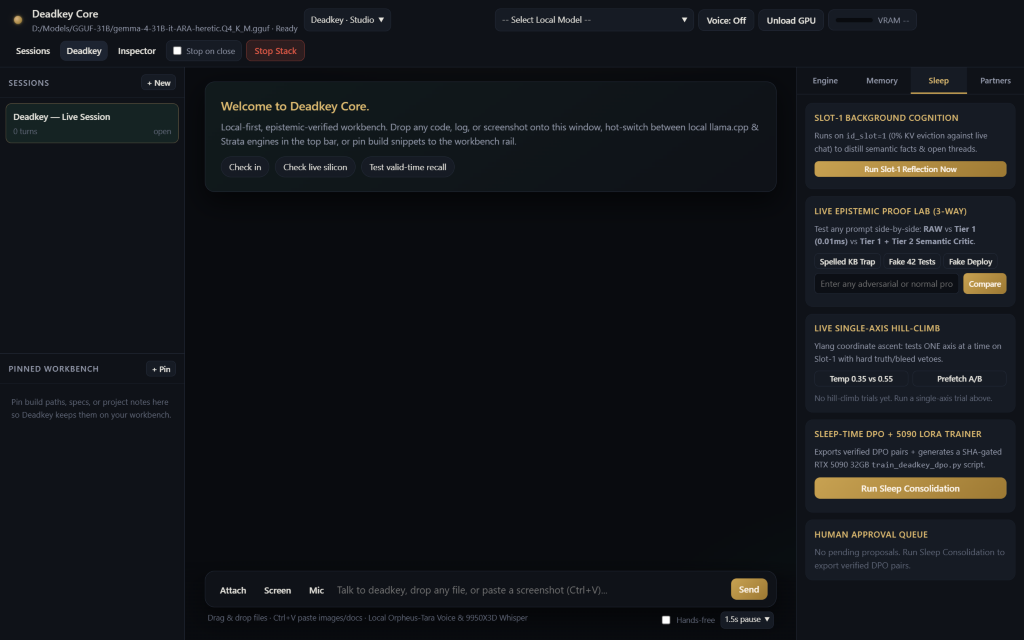 Deadkey Core
D:/Models/GGUF-31B/gemma-4-31B-it-ARA-heretic.Q4_K_M.gguf · Ready
Deadkey · Studio ▼
-- Select Local Model -- ▼
Voice: Off
Unload GPU
VRAM --
Sessions
Deadkey
Inspector
Stop on close
Stop Stack
SESSIONS
+ New
Deadkey — Live Session
0 turns
open
PINNED WORKBENCH
+ Pin
Pin build paths, specs, or project notes here
so Deadkey keeps them on your workbench.
Welcome to Deadkey Core.
Local-first, epistemic-verified workbench. Drop any code, log, or screenshot onto this window, hot-switch between local llama.cpp &
Strata engines in the top bar, or pin build snippets to the workbench rail.
Check in
Check live silicon
Test valid-time recall
Attach
Screen
Mic
Talk to deadkey, drop any file, or paste a screenshot (Ctrl+V)...
Send
Drag & drop files · Ctrl+V paste images/docs · Local Orpheus-Tara Voice & 9950X3D Whisper
Hands-free
1.5s pause ▼
Engine
Memory
Sleep
Partners
SLOT-1 BACKGROUND COGNITION
Runs on id_slot=1 (0% KV eviction against live
chat) to distill semantic facts & open threads.
Run Slot-1 Reflection Now
LIVE EPISTEMIC PROOF LAB (3-WAY)
Test any prompt side-by-side: RAW vs Tier 1
(0.01ms) vs Tier 1 + Tier 2 Semantic Critic.
Spelled KB Trap
Fake 42 Tests
Fake Deploy
Enter any adversarial or normal pro
Compare
LIVE SINGLE-AXIS HILL-CLIMB
Ylang coordinate ascent: tests ONE axis at a time on
Slot-1 with hard truth/bleed vetoes.
Temp 0.35 vs 0.55
Prefetch A/B
No hill-climb trials yet. Run a single-axis trial above.
SLEEP-TIME DPO + 5090 LORA TRAINER
Exports verified DPO pairs + generates a SHA-gated
RTX 5090 32GB train_deadkey_dpo.py script.
Run Sleep Consolidation
HUMAN APPROVAL QUEUE
No pending proposals. Run Sleep Consolidation to
export verified DPO pairs.